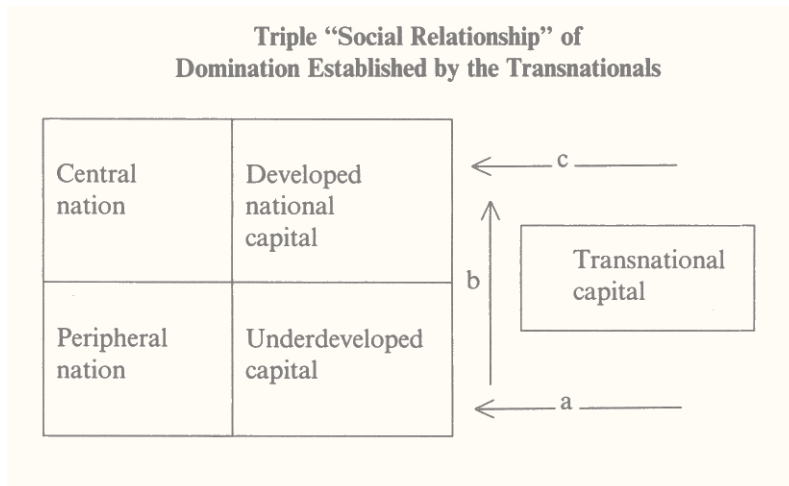 Triple “Social Relationship” of
Domination Established by the Transnationals
Central
nation
Developed
national
capital
c
Transnational
capital
b
Peripheral
nation
Underdeveloped
capital
a